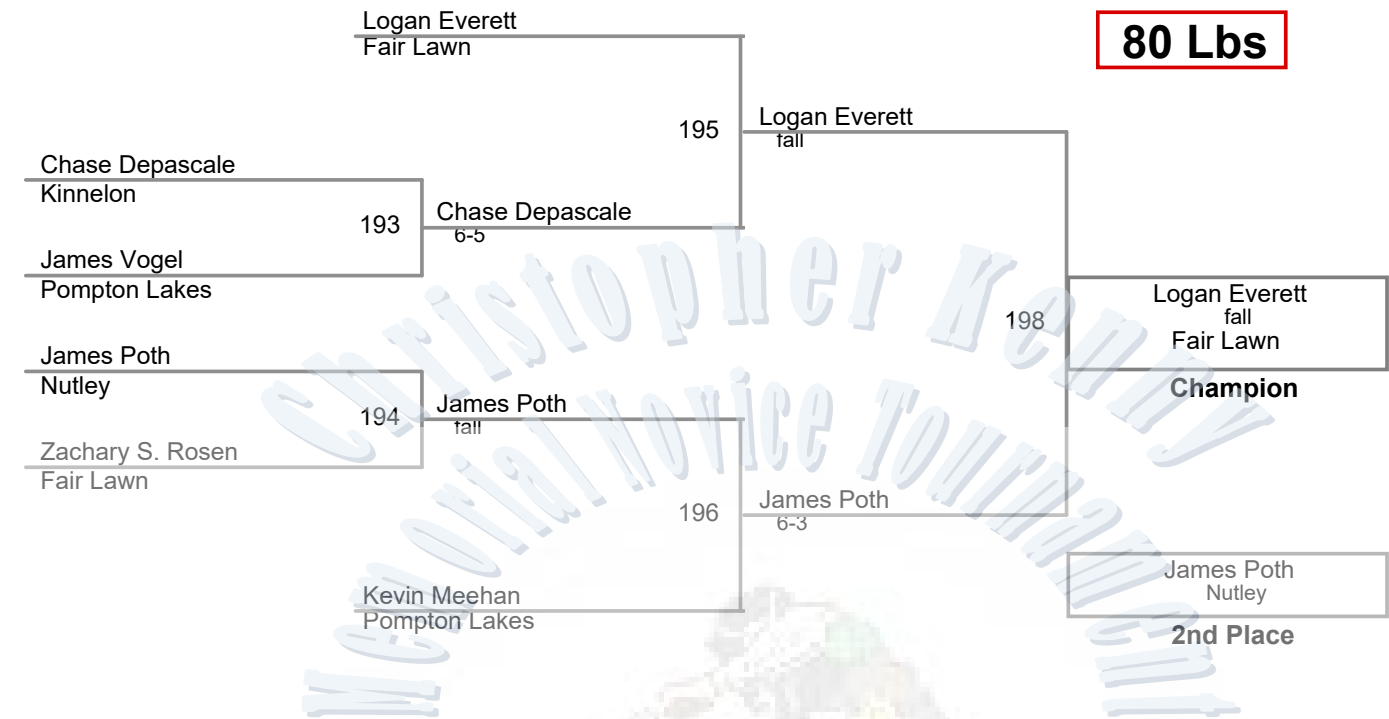 Logan Everett
Fair Lawn
80 Lbs
195
Logan Everett
fall
Chase Depascale
Kinnelon
193
Chase Depascale
6-5
James Vogel
Pompton Lakes
198
Logan Everett
fall
Fair Lawn
Champion
James Poth
Nutley
194
James Poth
fall
Zachary S. Rosen
Fair Lawn
196
James Poth
6-3
Kevin Meehan
Pompton Lakes
James Poth
Nutley
2nd Place
Christopher Kenny
Memorial Novice Tournament